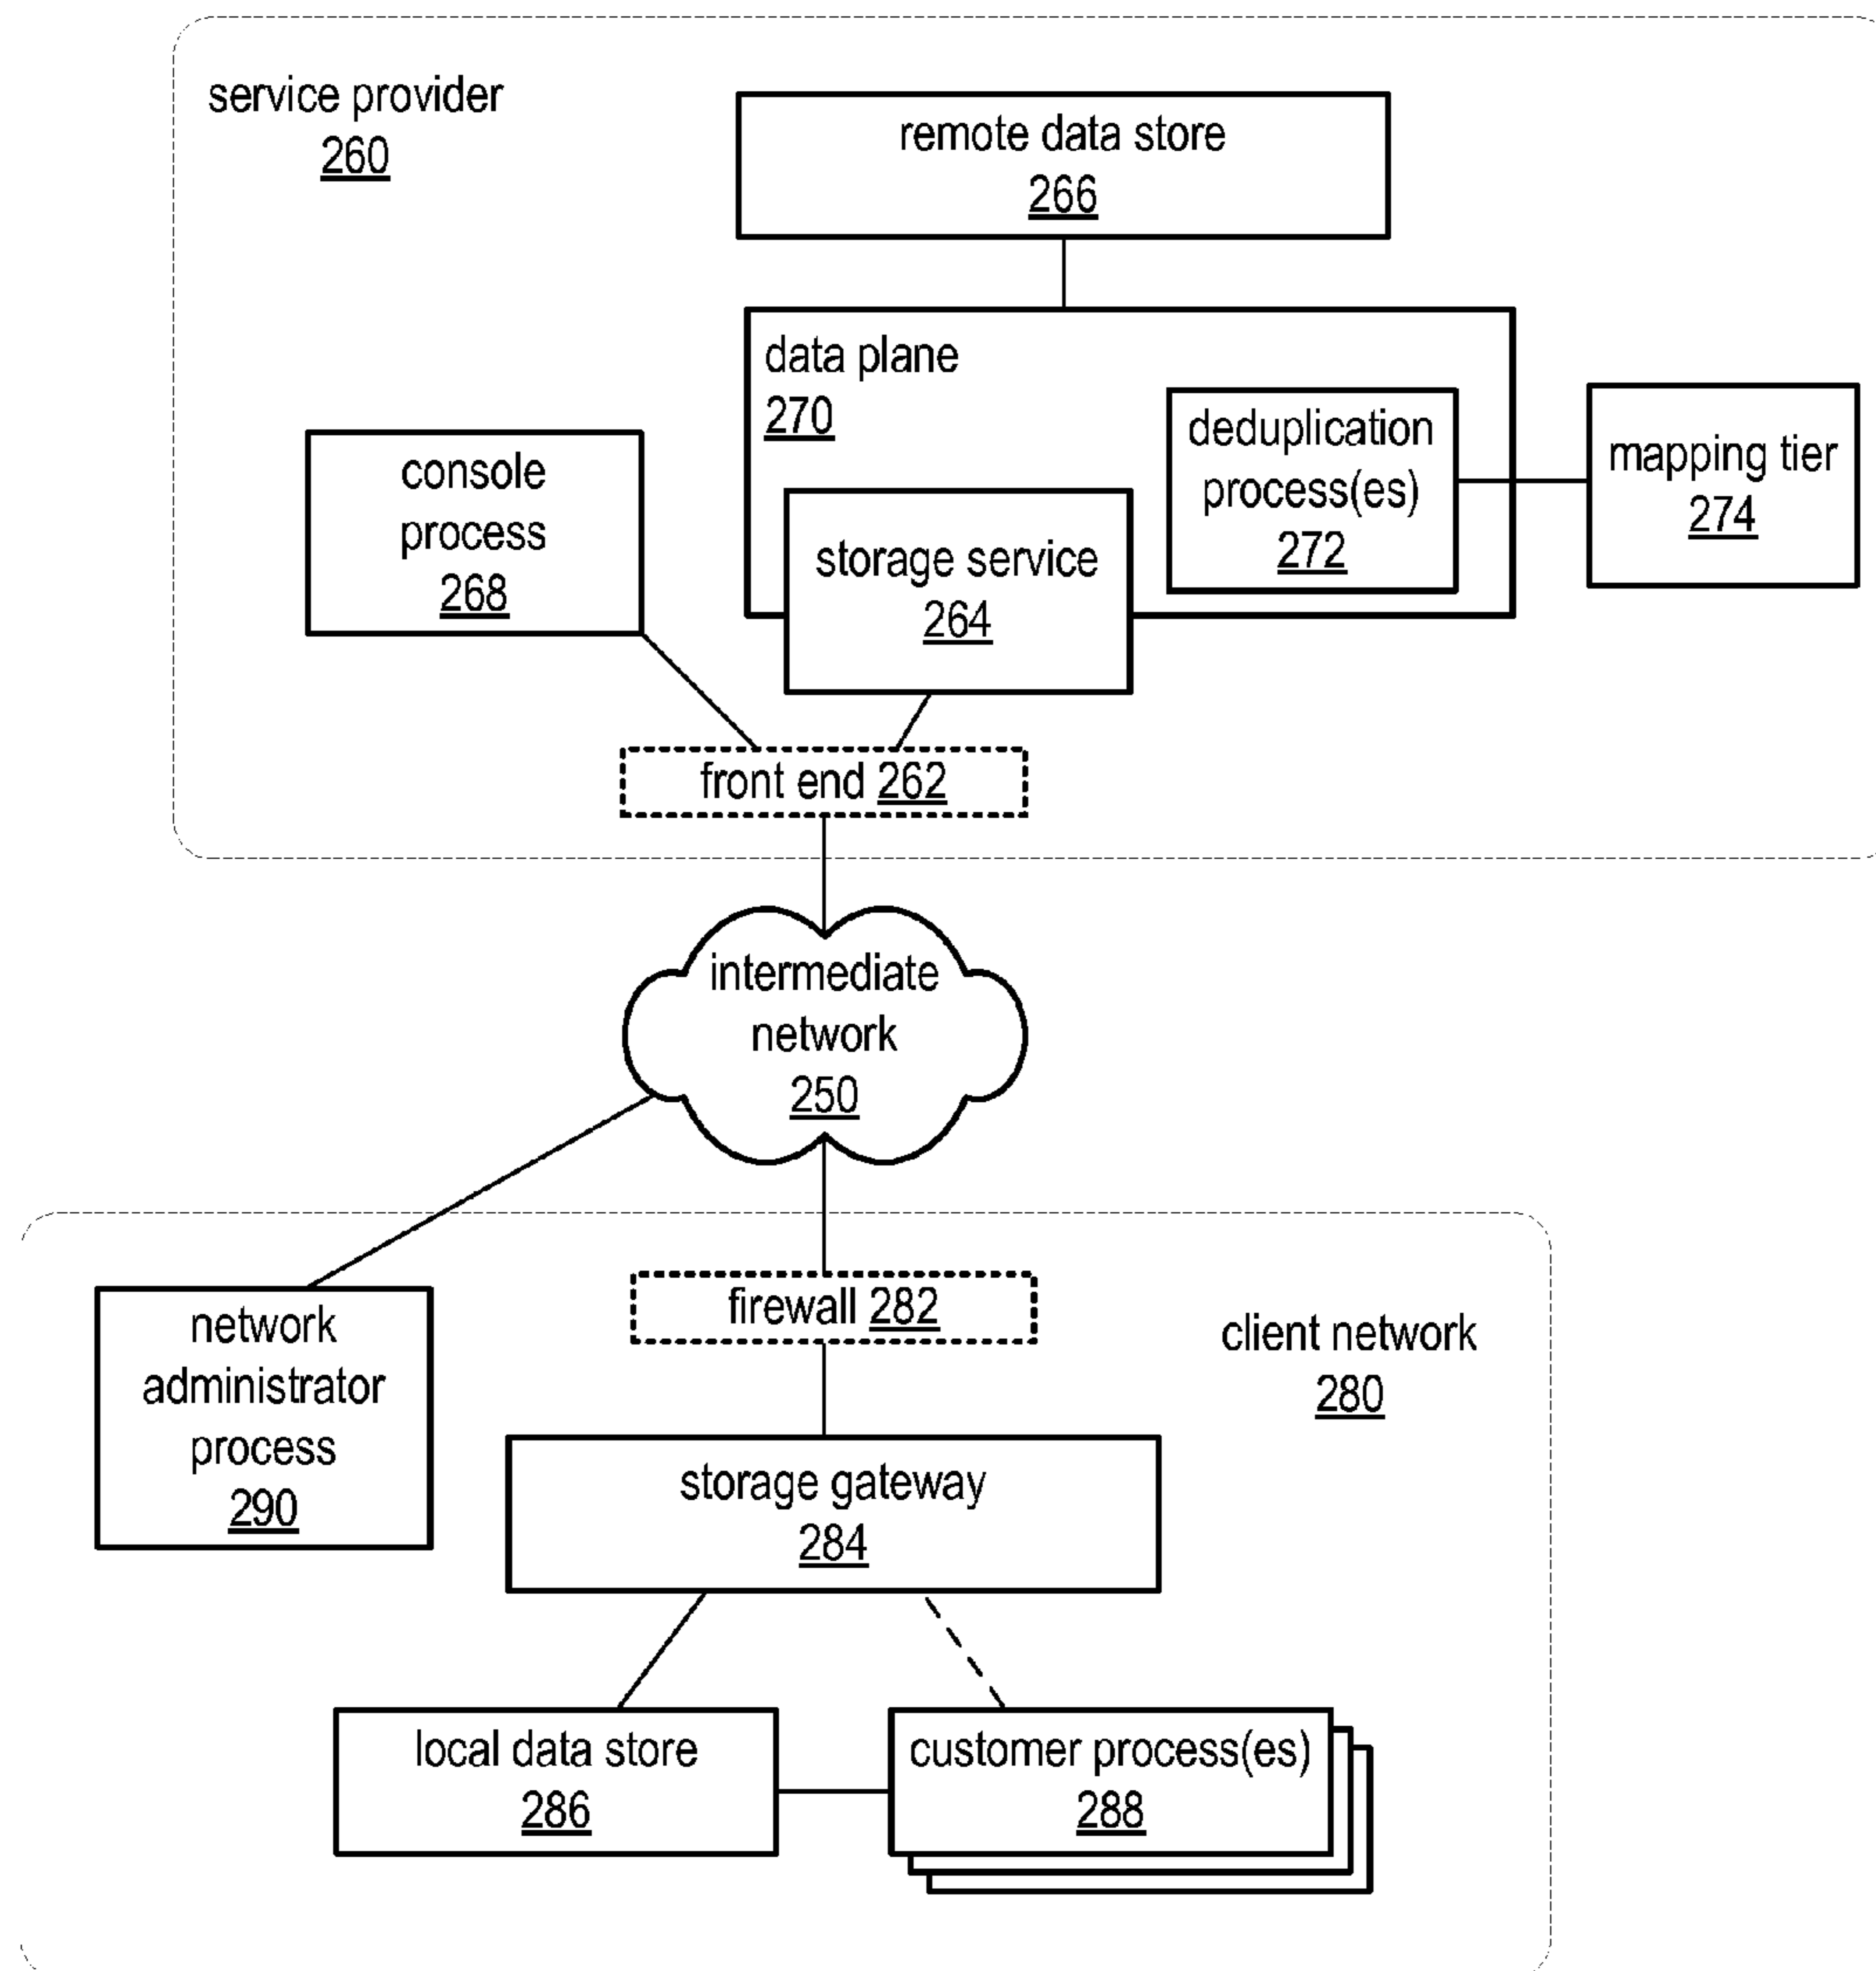 service provider
260
remote data store
266
data plane
270
deduplication
process(es)
272
mapping tier
274
console
process
268
storage service
264
front end 262
intermediate
network
250
network
administrator
process
290
firewall 282
client network
280
storage gateway
284
local data store
286
customer process(es)
288